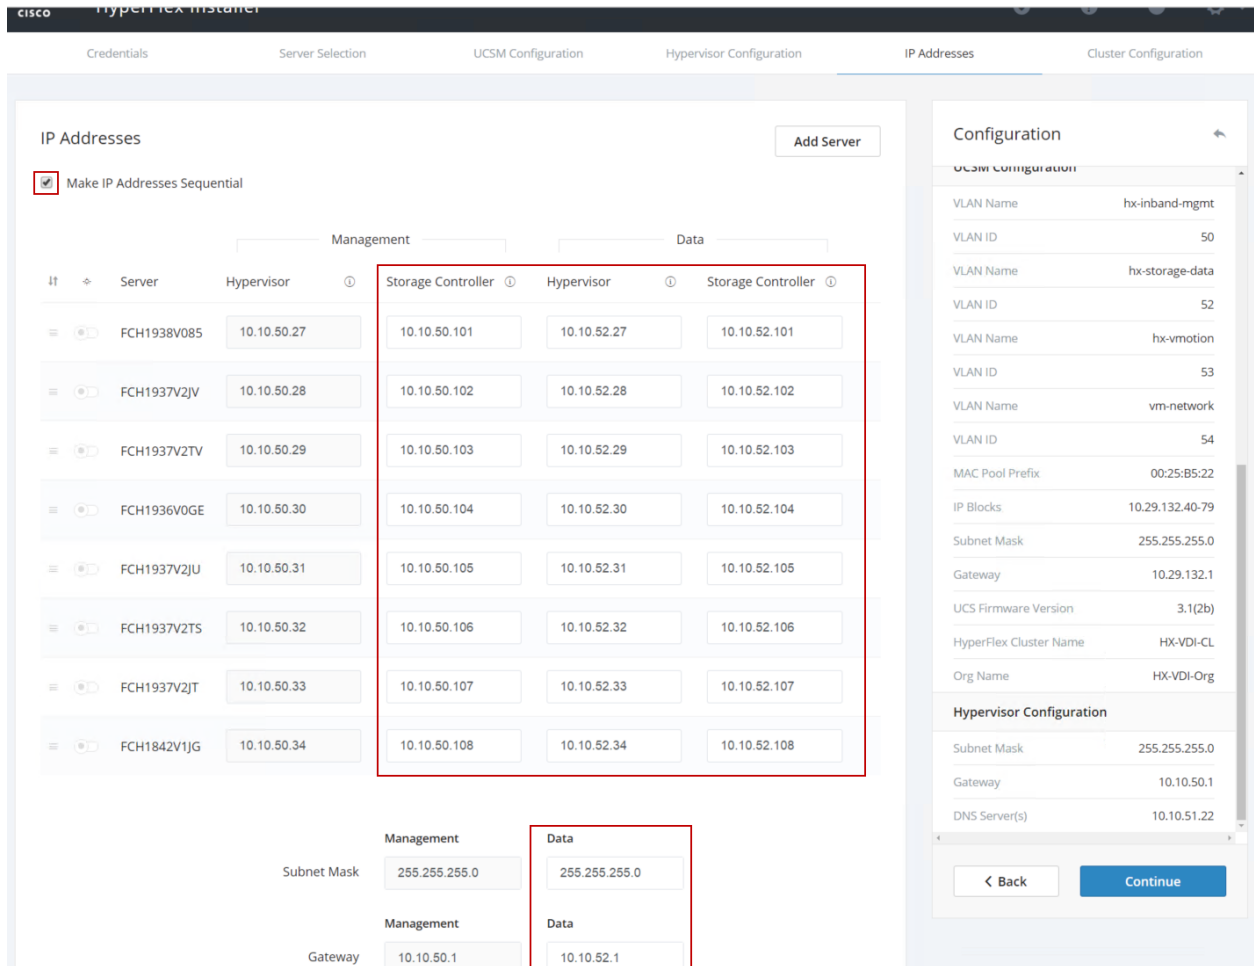 CISCO HyperFlex Installer
Credentials Server Selection UCSM Configuration Hypervisor Configuration IP Addresses Cluster Configuration
IP Addresses
Add Server
Make IP Addresses Sequential
Management Data
Server Hypervisor Storage Controller Hypervisor Storage Controller
FCH1938V085 10.10.50.27 10.10.50.101 10.10.52.27 10.10.52.101
FCH1937V2JV 10.10.50.28 10.10.50.102 10.10.52.28 10.10.52.102
FCH1937V2TV 10.10.50.29 10.10.50.103 10.10.52.29 10.10.52.103
FCH1936V0GE 10.10.50.30 10.10.50.104 10.10.52.30 10.10.52.104
FCH1937V2JU 10.10.50.31 10.10.50.105 10.10.52.31 10.10.52.105
FCH1937V2TS 10.10.50.32 10.10.50.106 10.10.52.32 10.10.52.106
FCH1937V2JT 10.10.50.33 10.10.50.107 10.10.52.33 10.10.52.107
FCH1842V1JG 10.10.50.34 10.10.50.108 10.10.52.34 10.10.52.108
Management Data
Subnet Mask 255.255.255.0 255.255.255.0
Management Data
Gateway 10.10.50.1 10.10.52.1
Configuration
UCSM Configuration
VLAN Name hx-inband-mgmt
VLAN ID 50
VLAN Name hx-storage-data
VLAN ID 52
VLAN Name hx-vmotion
VLAN ID 53
VLAN Name vm-network
VLAN ID 54
MAC Pool Prefix 00:25:B5:22
IP Blocks 10.29.132.40-79
Subnet Mask 255.255.255.0
Gateway 10.29.132.1
UCS Firmware Version 3.1(2b)
HyperFlex Cluster Name HX-VDI-CL
Org Name HX-VDI-Org
Hypervisor Configuration
Subnet Mask 255.255.255.0
Gateway 10.10.50.1
DNS Server(s) 10.10.51.22
Back Continue